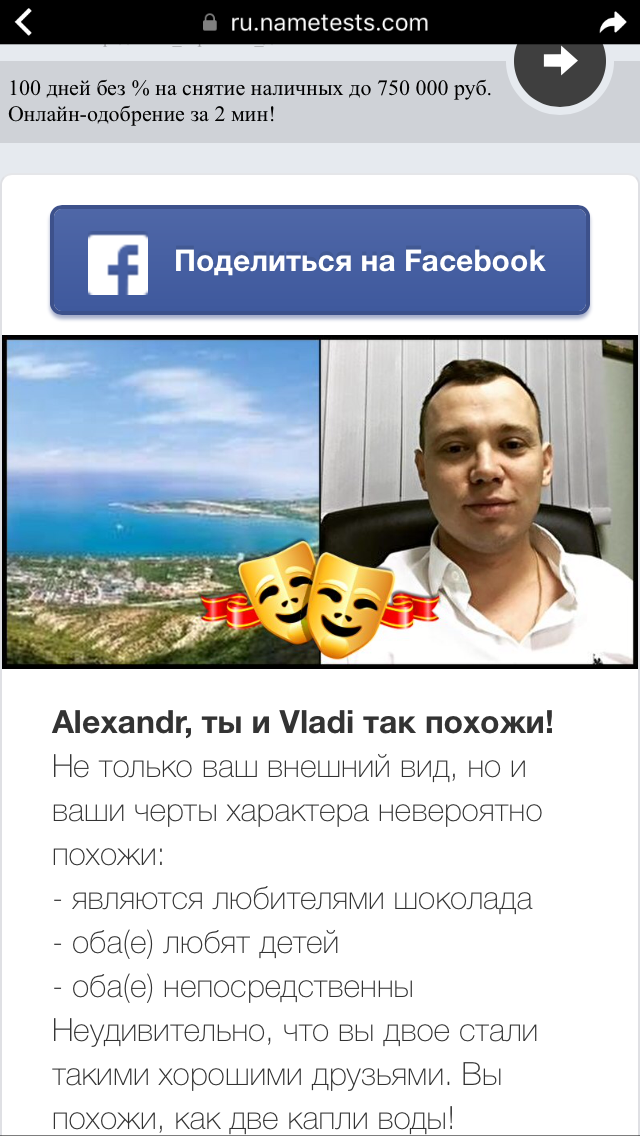 ru.nametests.com
100 дней без % на снятие наличных до 750 000 руб.
Онлайн-одобрение за 2 мин!
Поделиться на Facebook
Alexandr, ты и Vladi так похожи!
Не только ваш внешний вид, но и
ваши черты характера невероятно
похожи:
- являются любителями шоколада
- оба(е) любят детей
- оба(е) непосредственны
Неудивительно, что вы двое стали
такими хорошими друзьями. Вы
похожи, как две капли воды!